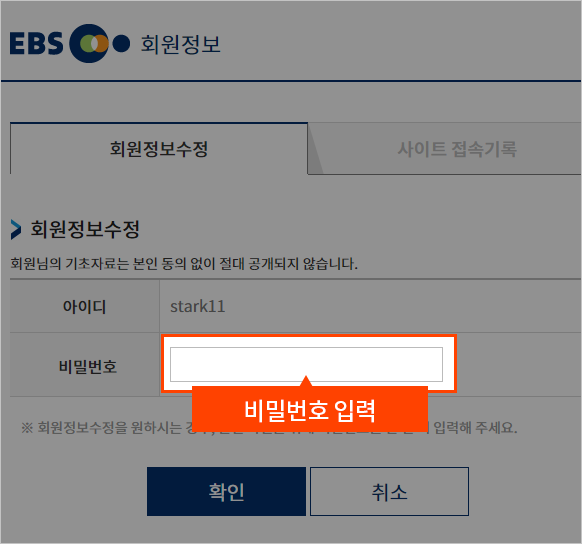 EBS 회원정보
회원정보수정 사이트 접속기록
회원정보수정
회원님의 기초자료는 본인 동의 없이 절대 공개되지 않습니다.
아이디 stark11
비밀번호
비밀번호 입력
※ 회원정보수정을 원하시는 입력해 주세요.
확인 취소